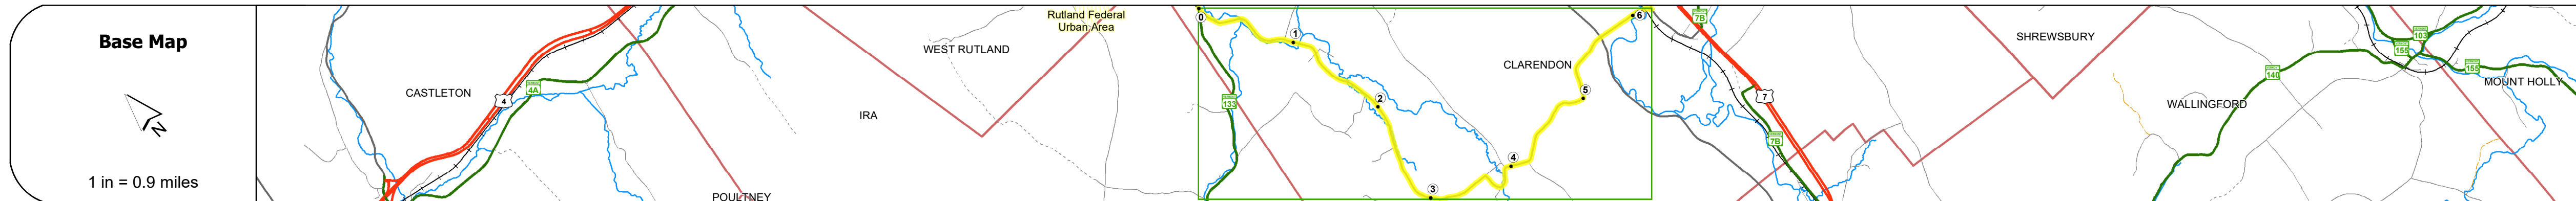 Base Map
N
1 in = 0.9 miles
CASTLETON
4
4A
POULTNEY
IRA
WEST RUTLAND
Rutland Federal
Urban Area
133
0
1
2
3
4
5
6
CLARENDON
7B
7
7B
SHREWSBURY
WALLINGFORD
140
103
155
155
MOUNT HOLLY